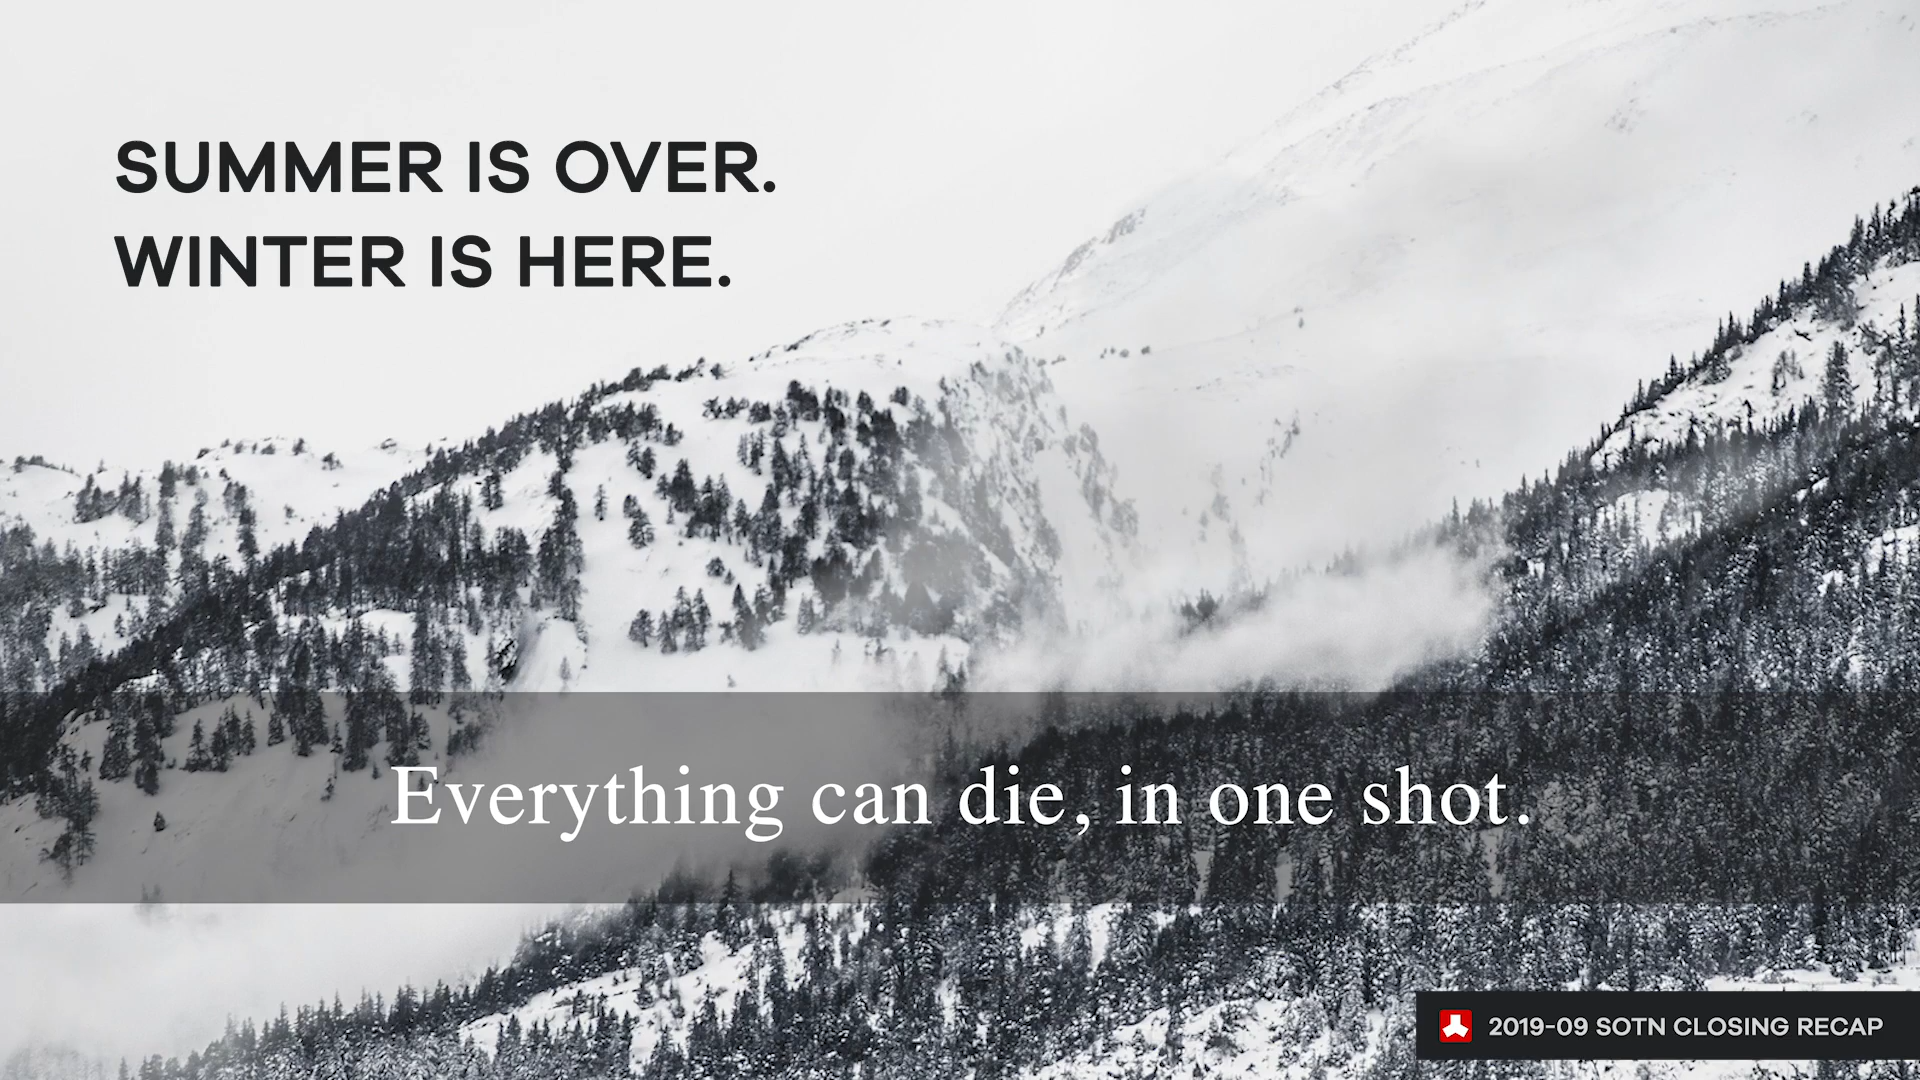 SUMMER IS OVER.
WINTER IS HERE.
Everything can die, in one shot.
2019-09 SOTN CLOSING RECAP